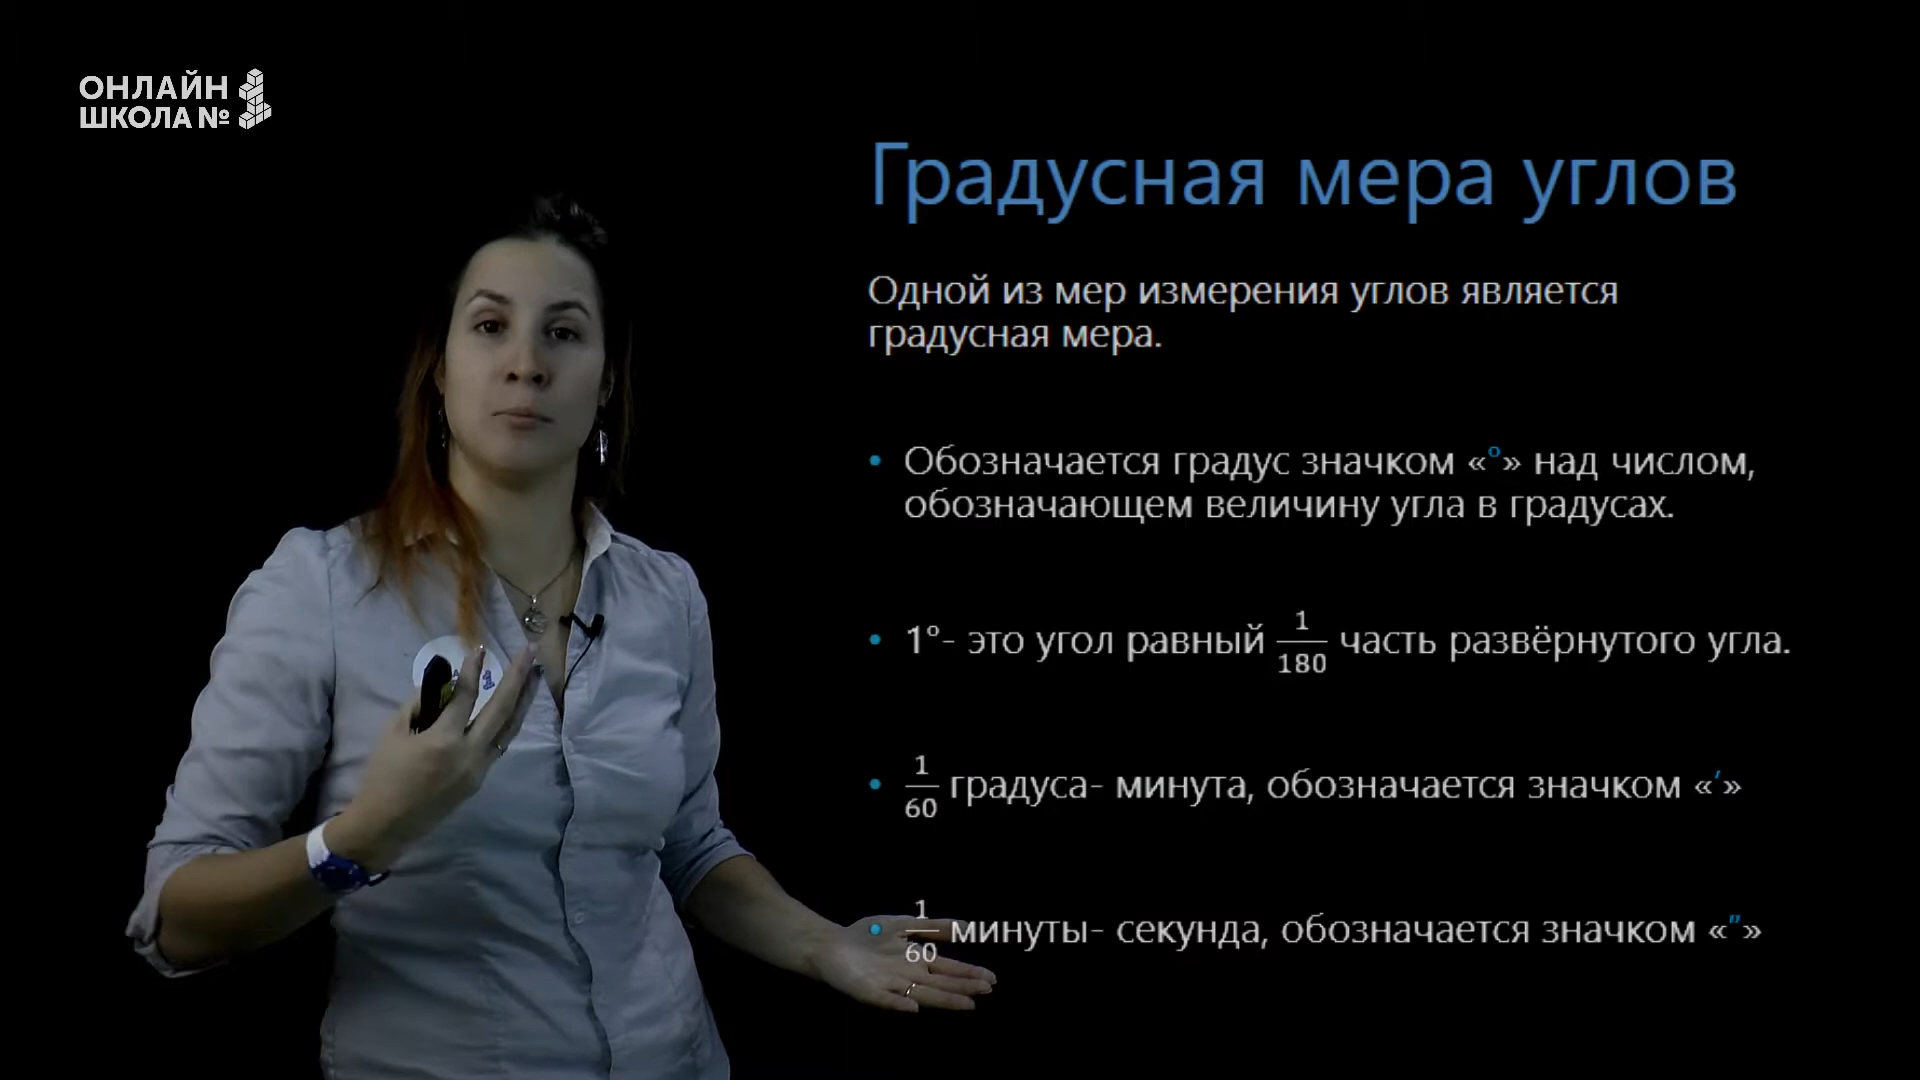 ОНЛАЙН
ШКОЛА №
Градусная мера углов
Одной из мер измерения углов является
градусная мера.
• Обозначается градус значком «°» над числом,
обозначающем величину угла в градусах.
• 1°- это угол равный 1/180 часть развёрнутого угла.
• 1/60 градуса- минута, обозначается значком «′»
• 1/60 минуты- секунда, обозначается значком «″»